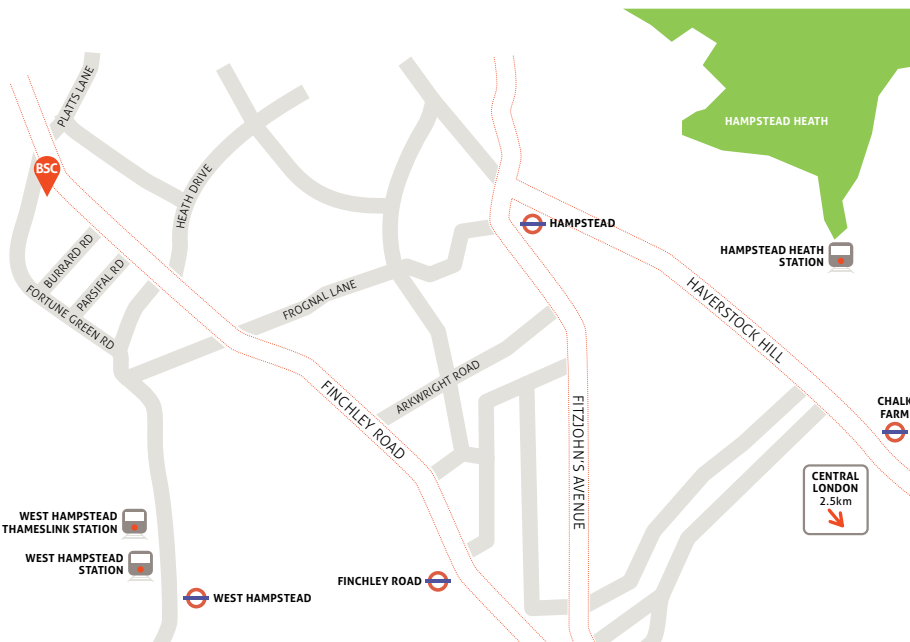 PLATTS LANE
HAMPSTEAD HEATH
BSC
HEATH DRIVE
HAMPSTEAD
BURRARD RD
HAMPSTEAD HEATH
STATION
PARSIFAL RD
FORTUNE GREEN RD
FROGNAL LANE
HAVERSTOCK HILL
ARKWRIGHT ROAD
FINCHLEY ROAD
CHALK
FARM
FITZJOHN'S AVENUE
CENTRAL
LONDON
2.5km
WEST HAMPSTEAD
THAMESLINK STATION
WEST HAMPSTEAD
STATION
FINCHLEY ROAD
WEST HAMPSTEAD